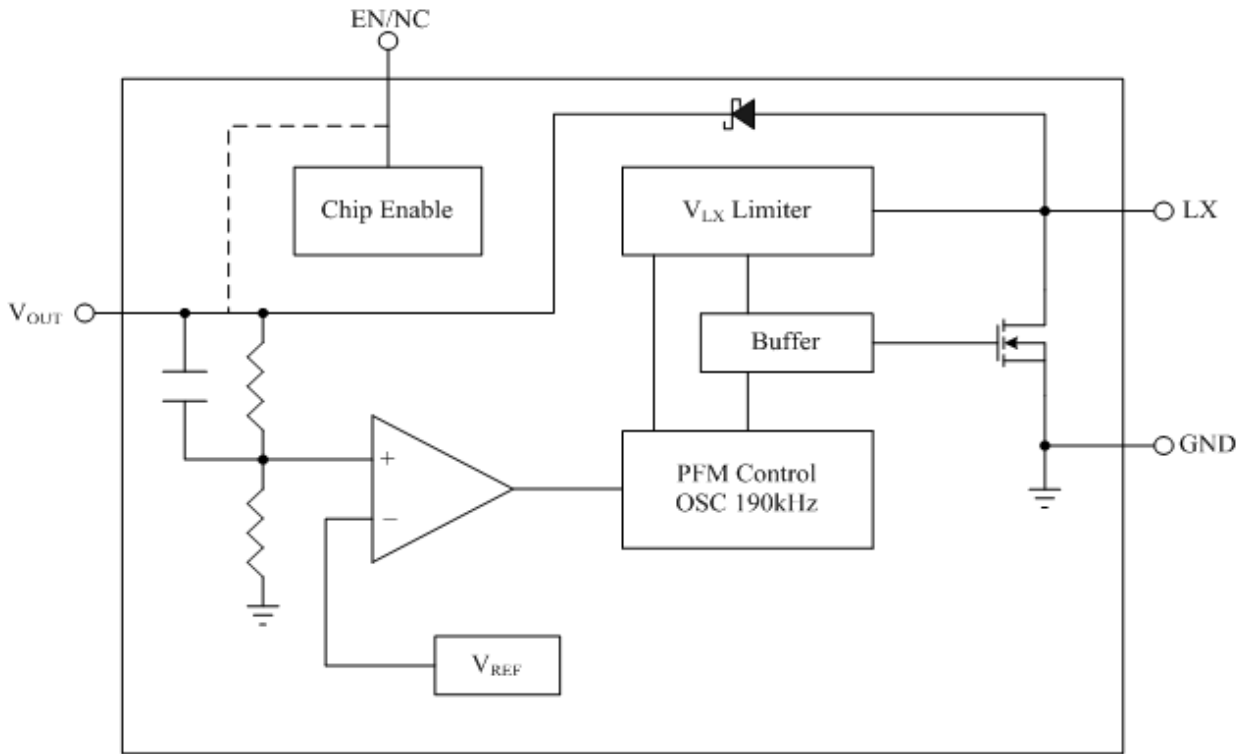 EN/NC
Chip Enable
VLX Limiter
LX
VOUT
Buffer
GND
+
−
PFM Control
OSC 190kHz
VREF